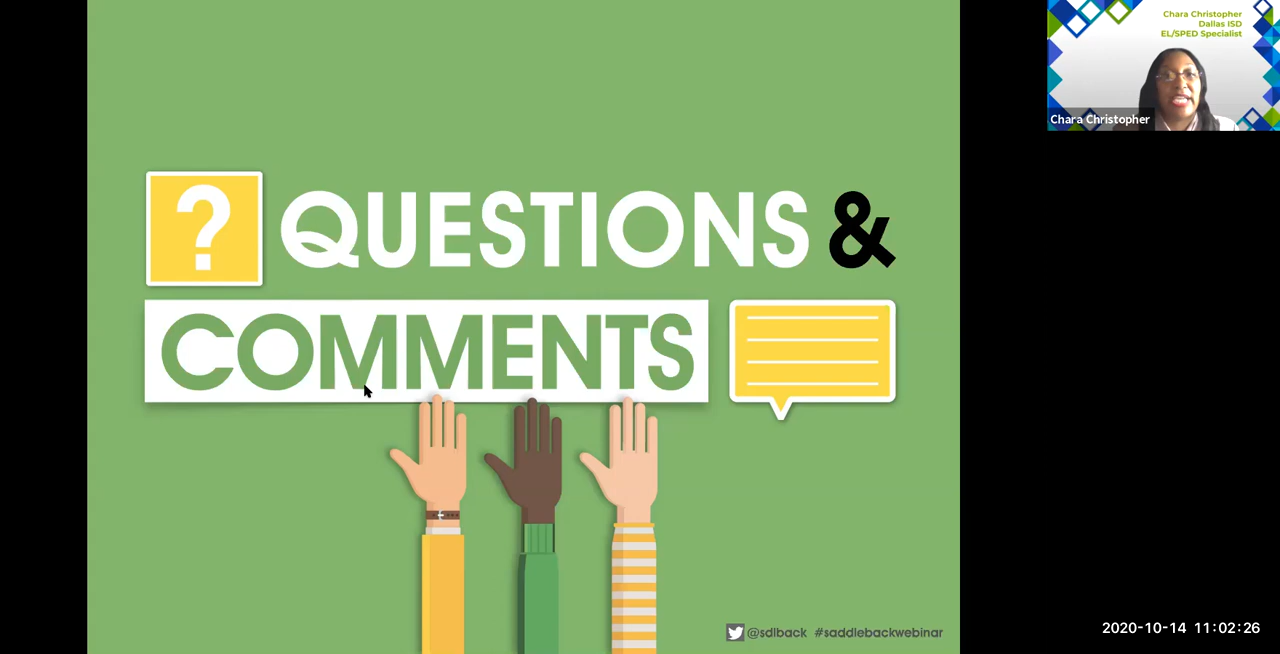 ? QUESTIONS &
COMMENTS
@sdlback #saddlebackwebinar
Chara Christopher
Dallas ISD
EL/SPED Specialist
Chara Christopher
2020-10-14 11:02:26